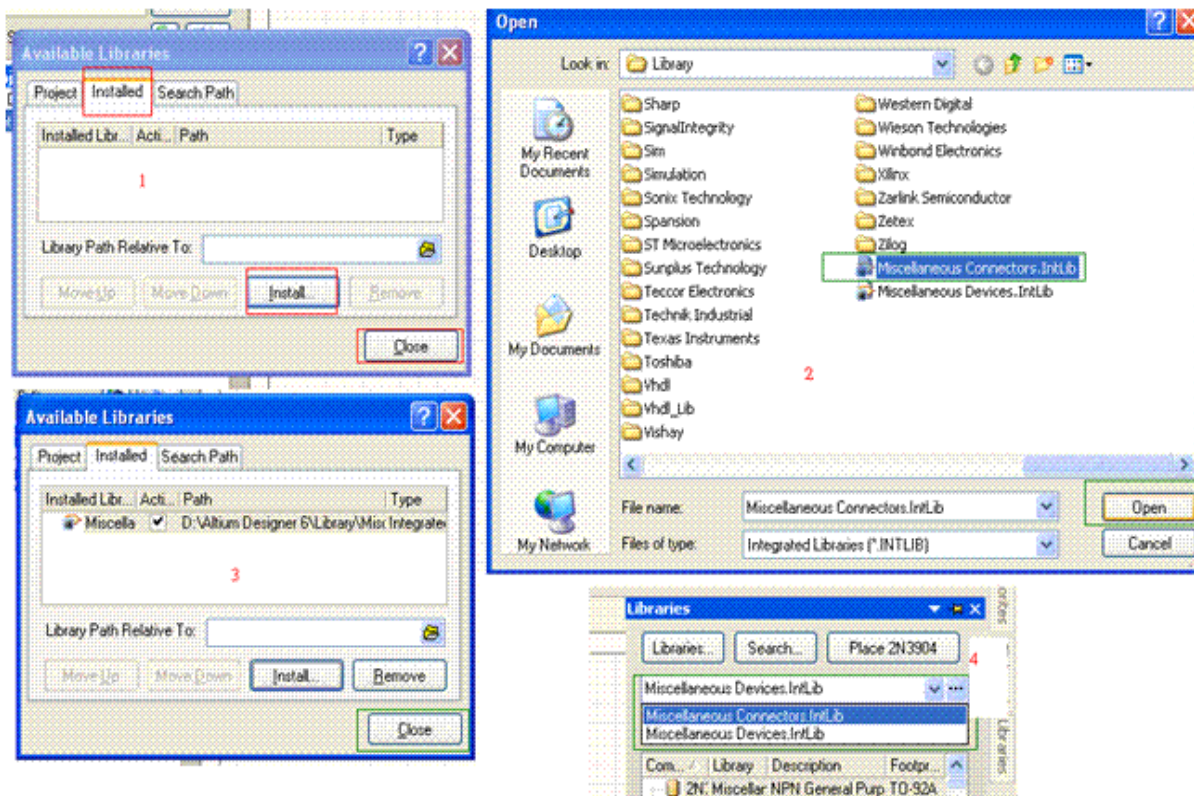 Available Libraries
Project Installed Search Path
Installed Libr... Acti... Path Type
1
Library Path Relative To:
Move Up Move Down Install... Remove
Close
Open
Look in: Library
My Recent Documents
Desktop
My Documents
My Computer
My Network
Sharp
SignalIntegrity
Sim
Simulation
Sonix Technology
Spansion
ST Microelectronics
Sunplus Technology
Teccor Electronics
Technik Industrial
Texas Instruments
Toshiba
Vhdl
Vhdl_Lib
Vishay
Western Digital
Wieson Technologies
Winbond Electronics
Xilinx
Zarlink Semiconductor
Zetex
Zilog
Miscellaneous Connectors.IntLib
Miscellaneous Devices.IntLib
2
File name: Miscellaneous Connectors.IntLib Open
Files of type: Integrated Libraries (*.INTLIB) Cancel
Available Libraries
Project Installed Search Path
Installed Libr... Acti... Path Type
Miscella D:\Altium Designer 6\Library\Misc Integrated
3
Library Path Relative To:
Move Up Move Down Install... Remove
Close
Libraries
Libraries... Search... Place 2N3904
4
Miscellaneous Devices.IntLib ...
Miscellaneous Connectors.IntLib
Miscellaneous Devices.IntLib
Com... Library Description Footpr...
2N: Miscellar NPN General Purp TO-92A
Libraries